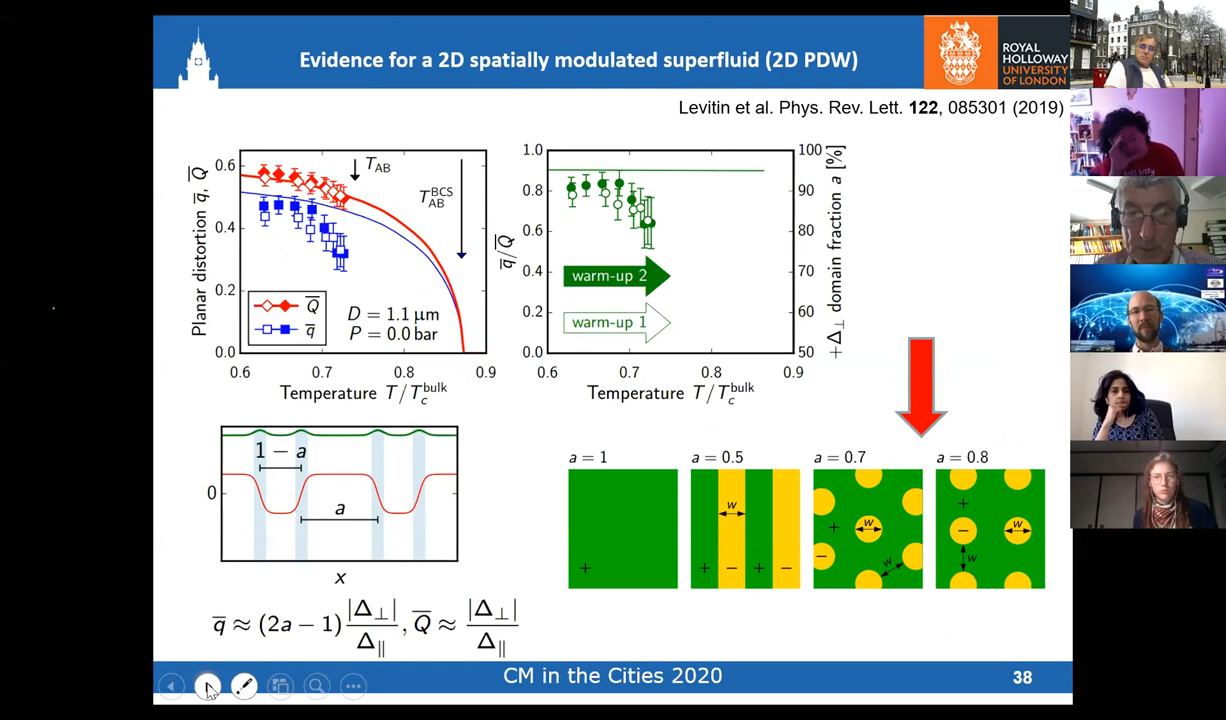 Evidence for a 2D spatially modulated superfluid (2D PDW)
ROYAL
HOLLOWAY
UNIVERSITY
OF LONDON
Levitin et al. Phys. Rev. Lett. 122, 085301 (2019)
Planar distortion q̅, Q̅
0.6
0.4
0.2
0.0
T_AB
T_AB^BCS
Q̅
q̅
D = 1.1 μm
P = 0.0 bar
0.6 0.7 0.8 0.9
Temperature T/T_c^bulk
q̅/Q̅
1.0
0.8
0.6
0.4
0.2
0.0
warm-up 2
warm-up 1
0.6 0.7 0.8 0.9
Temperature T/T_c^bulk
100
90
80
70
60
50
+Δ⊥ domain fraction a [%]
1 − a
0
a
x
q̅ ≈ (2a − 1) |Δ⊥|/Δ∥, Q̅ ≈ |Δ⊥|/Δ∥
a = 1
+
a = 0.5
w
+ − + −
a = 0.7
w
+
−
w
a = 0.8
+
−
w
w
CM in the Cities 2020
38